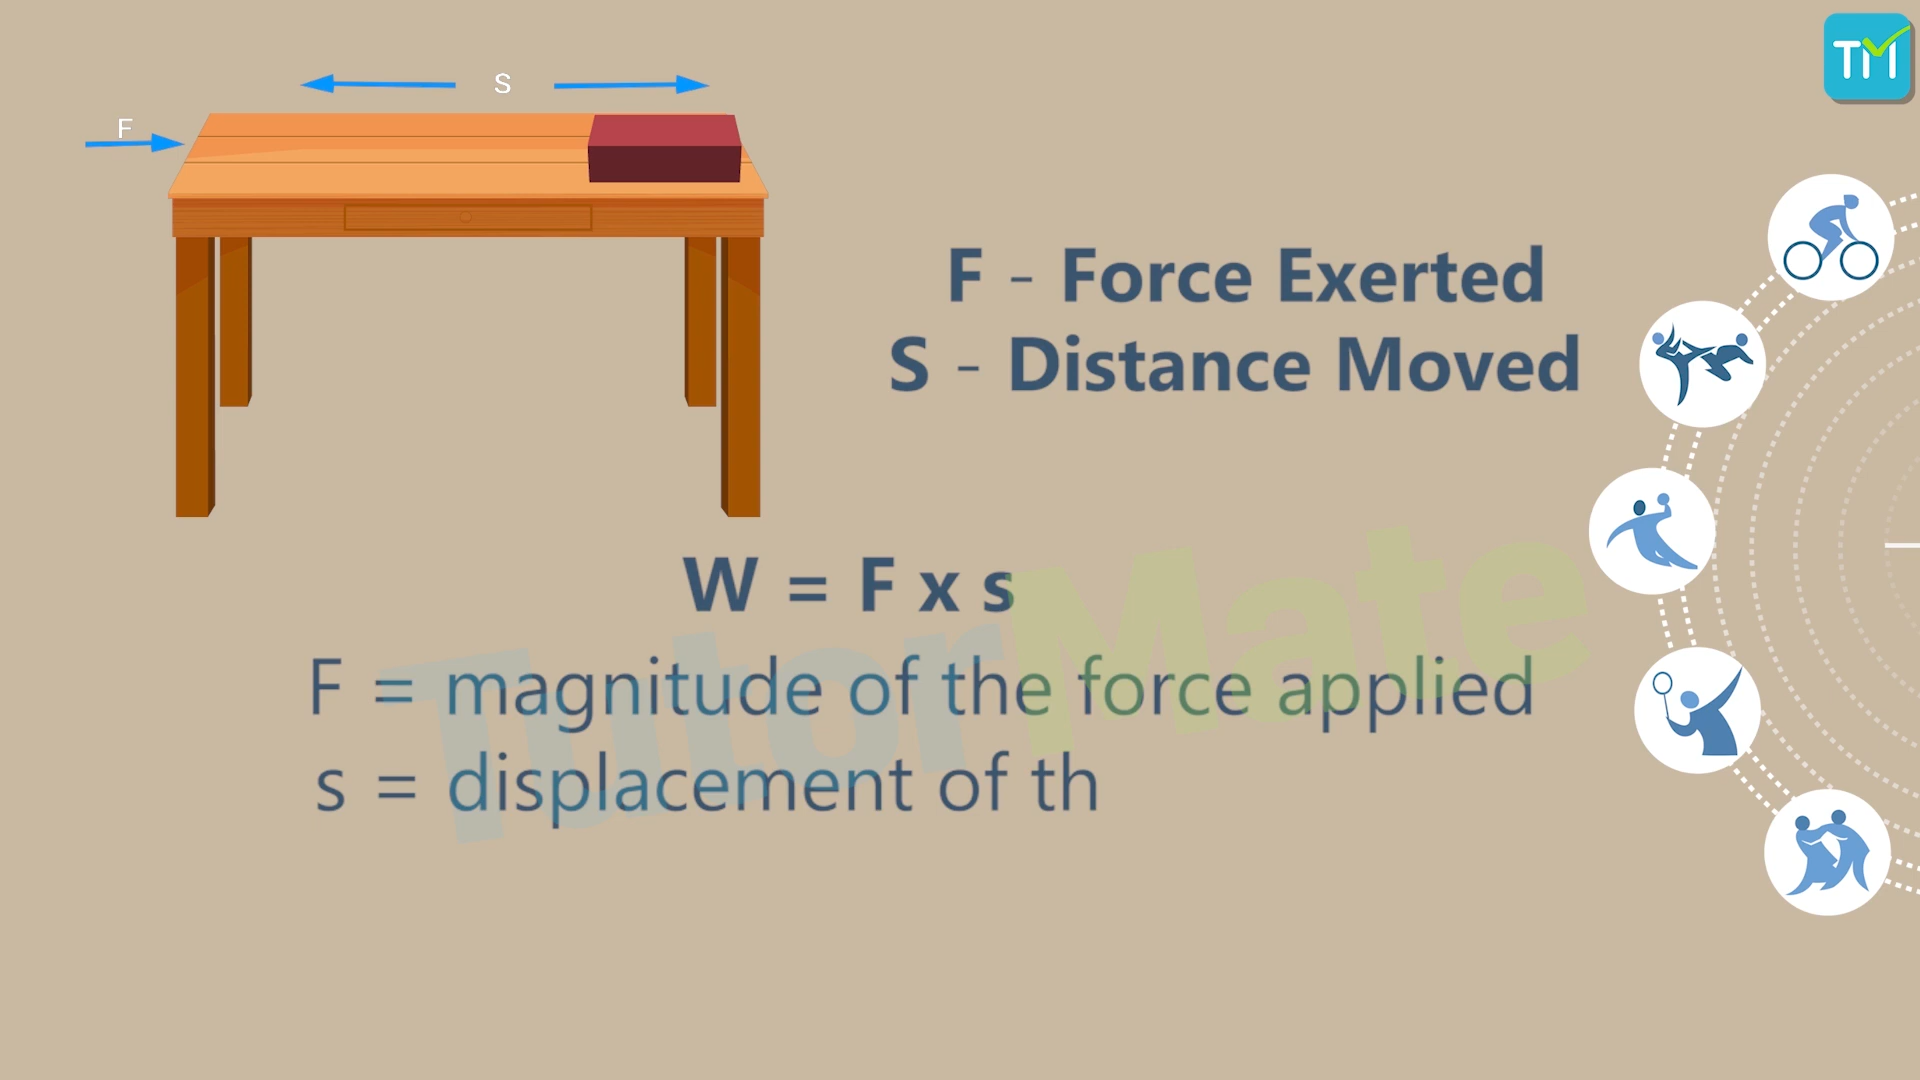 TM
S
F
F - Force Exerted
S - Distance Moved
W = F x s
F = magnitude of the force applied
s = displacement of th
TutorMate